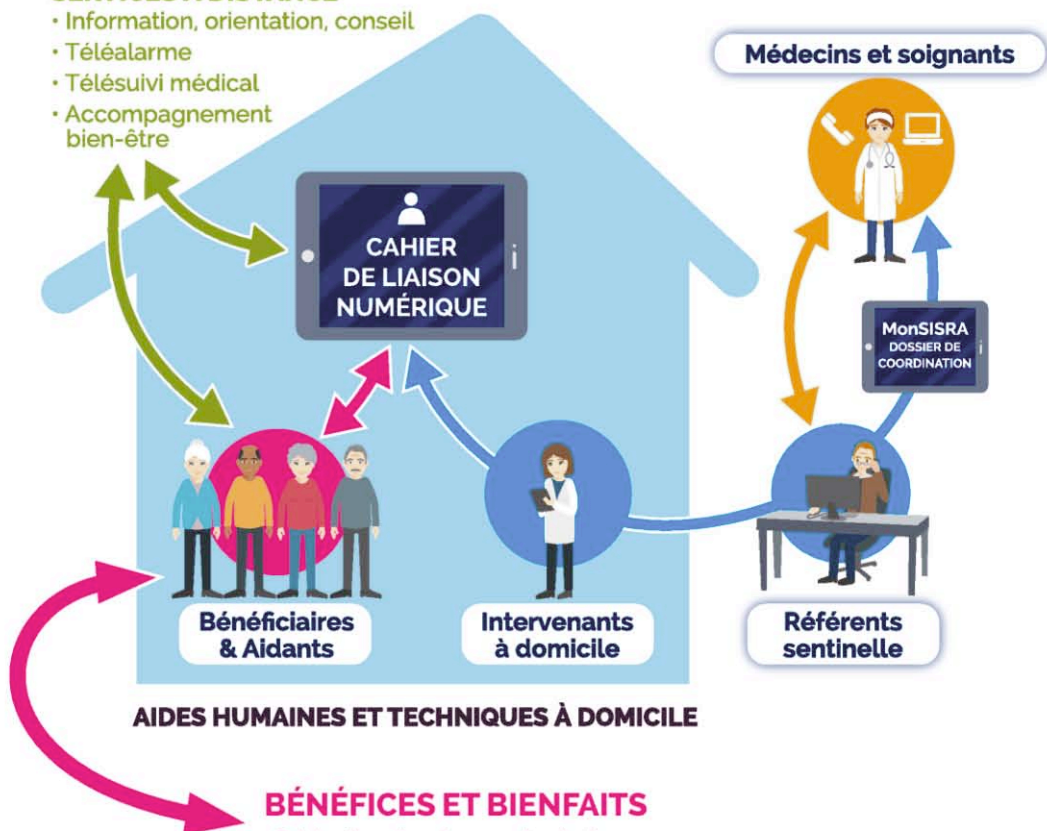 • Information, orientation, conseil
• Téléalarme
• Télésuivi médical
• Accompagnement
bien-être
Médecins et soignants
CAHIER
DE LIAISON
NUMÉRIQUE
MonSISRA
DOSSIER DE
COORDINATION
Bénéficiaires
& Aidants
Intervenants
à domicile
Référents
sentinelle
AIDES HUMAINES ET TECHNIQUES À DOMICILE
BÉNÉFICES ET BIENFAITS